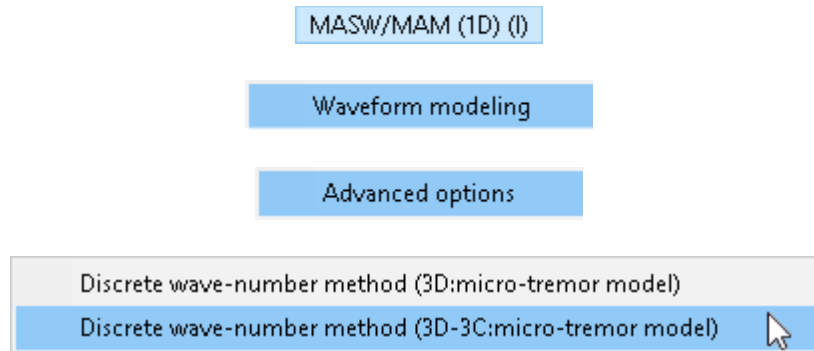 MASW/MAM (1D) (I)
Waveform modeling
Advanced options
Discrete wave-number method (3D:micro-tremor model)
Discrete wave-number method (3D-3C:micro-tremor model)